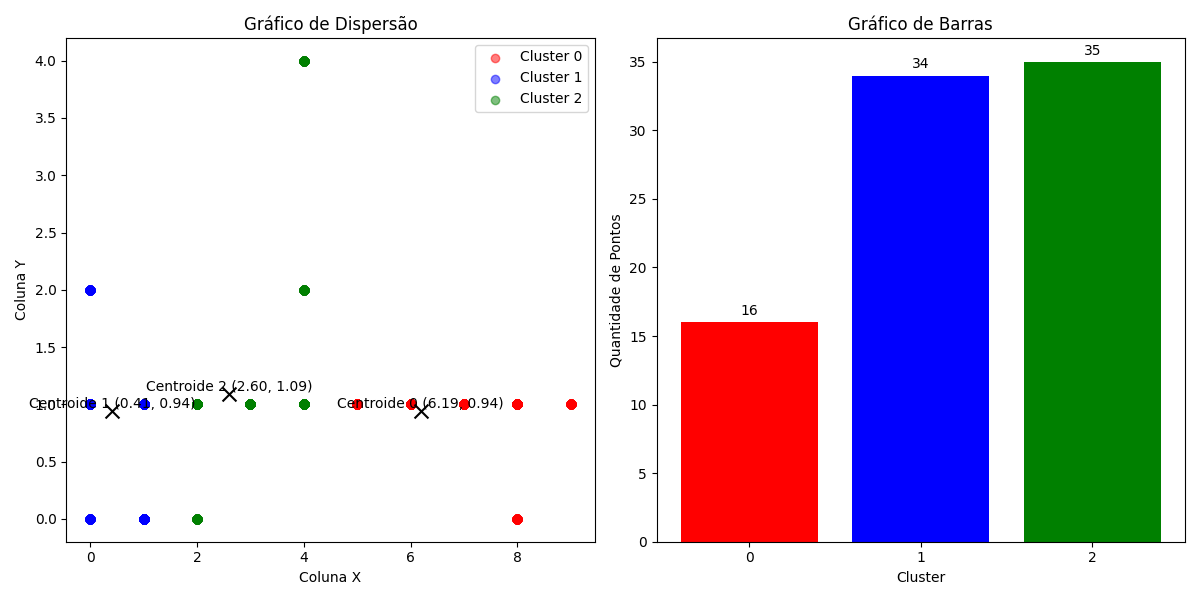 Gráfico de Dispersão
Cluster 0
Cluster 1
Cluster 2
4.0
3.5
3.0
2.5
2.0
1.5
1.0
0.5
0.0
Coluna Y
Centroide 2 (2.60, 1.09)
Centroide 1 (0.41, 0.94)
Centroide 0 (6.19, 0.94)
0 2 4 6 8
Coluna X
Gráfico de Barras
35
30
25
20
15
10
5
0
Quantidade de Pontos
16
34
35
0 1 2
Cluster